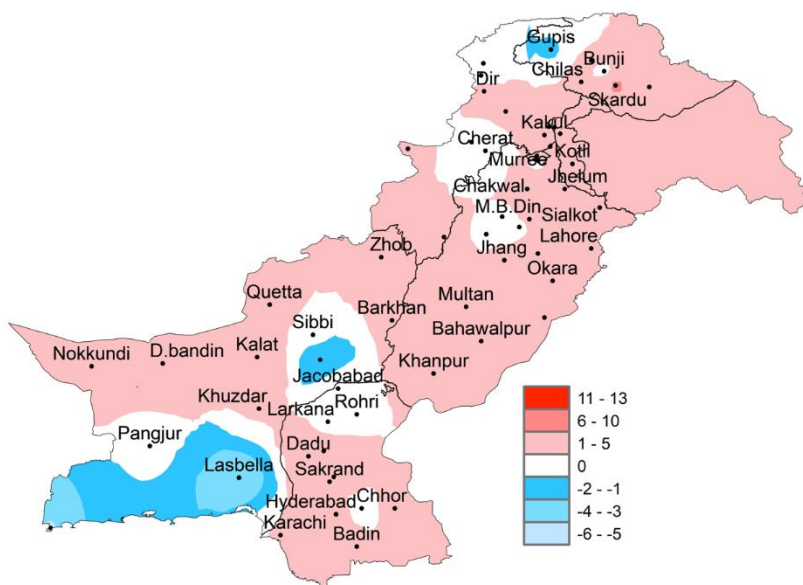 Gupis
Bunji
Chilas
Dir
Skardu
Kakul
Cherat
Murree
Kotli
Chakwal
Jhelum
M.B.Din
Sialkot
Lahore
Zhob
Jhang
Okara
Quetta
Multan
Barkhan
Sibbi
Bahawalpur
Kalat
D.bandin
Nokkundi
Khanpur
Jacobabad
Khuzdar
Rohri
Larkana
Pangjur
Dadu
Lasbella
Sakrand
Hyderabad
Chhor
Karachi
Badin
11 - 13
6 - 10
1 - 5
0
-2 - -1
-4 - -3
-6 - -5